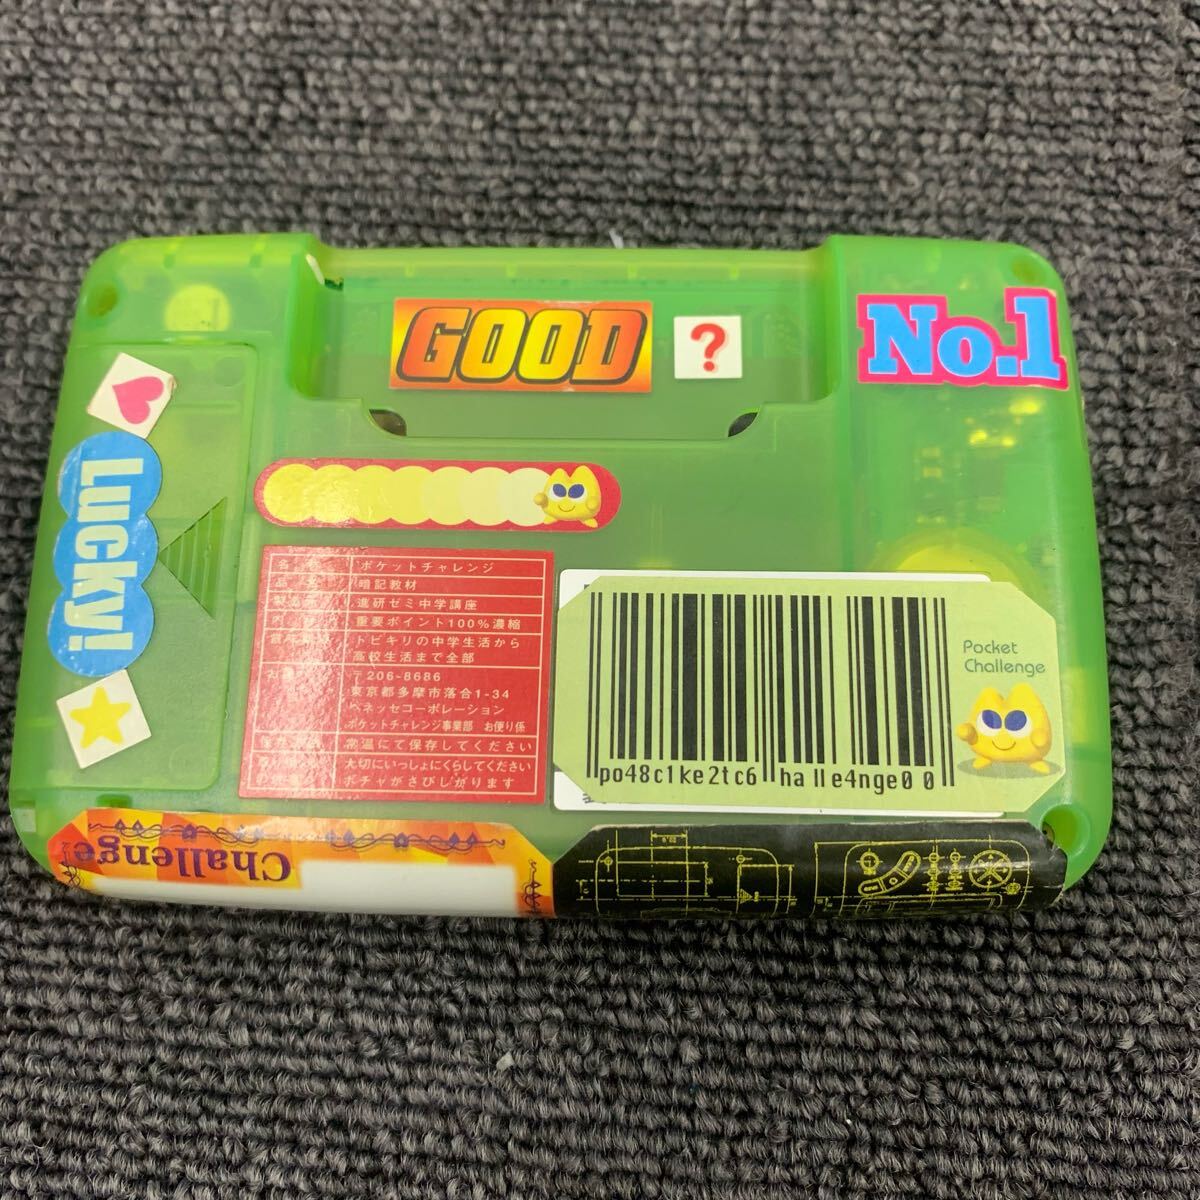 GOOD
?
No.1
Lucky!
ポケットチャレンジ
暗記教材
進研ゼミ中学講座
重要ポイント100%濃縮
トビキリの中学生活から
高校生活まで全部
〒206-8686
東京都多摩市落合1-34
ベネッセコーポレーション
ポケットチャレンジ事業部 お便り係
常温にて保存してください
大切にいっしょにくらしてください
ポチャがさびしがります
Pocket
Challenge
po48c1ke2tc6 halle4nge00
Challenge